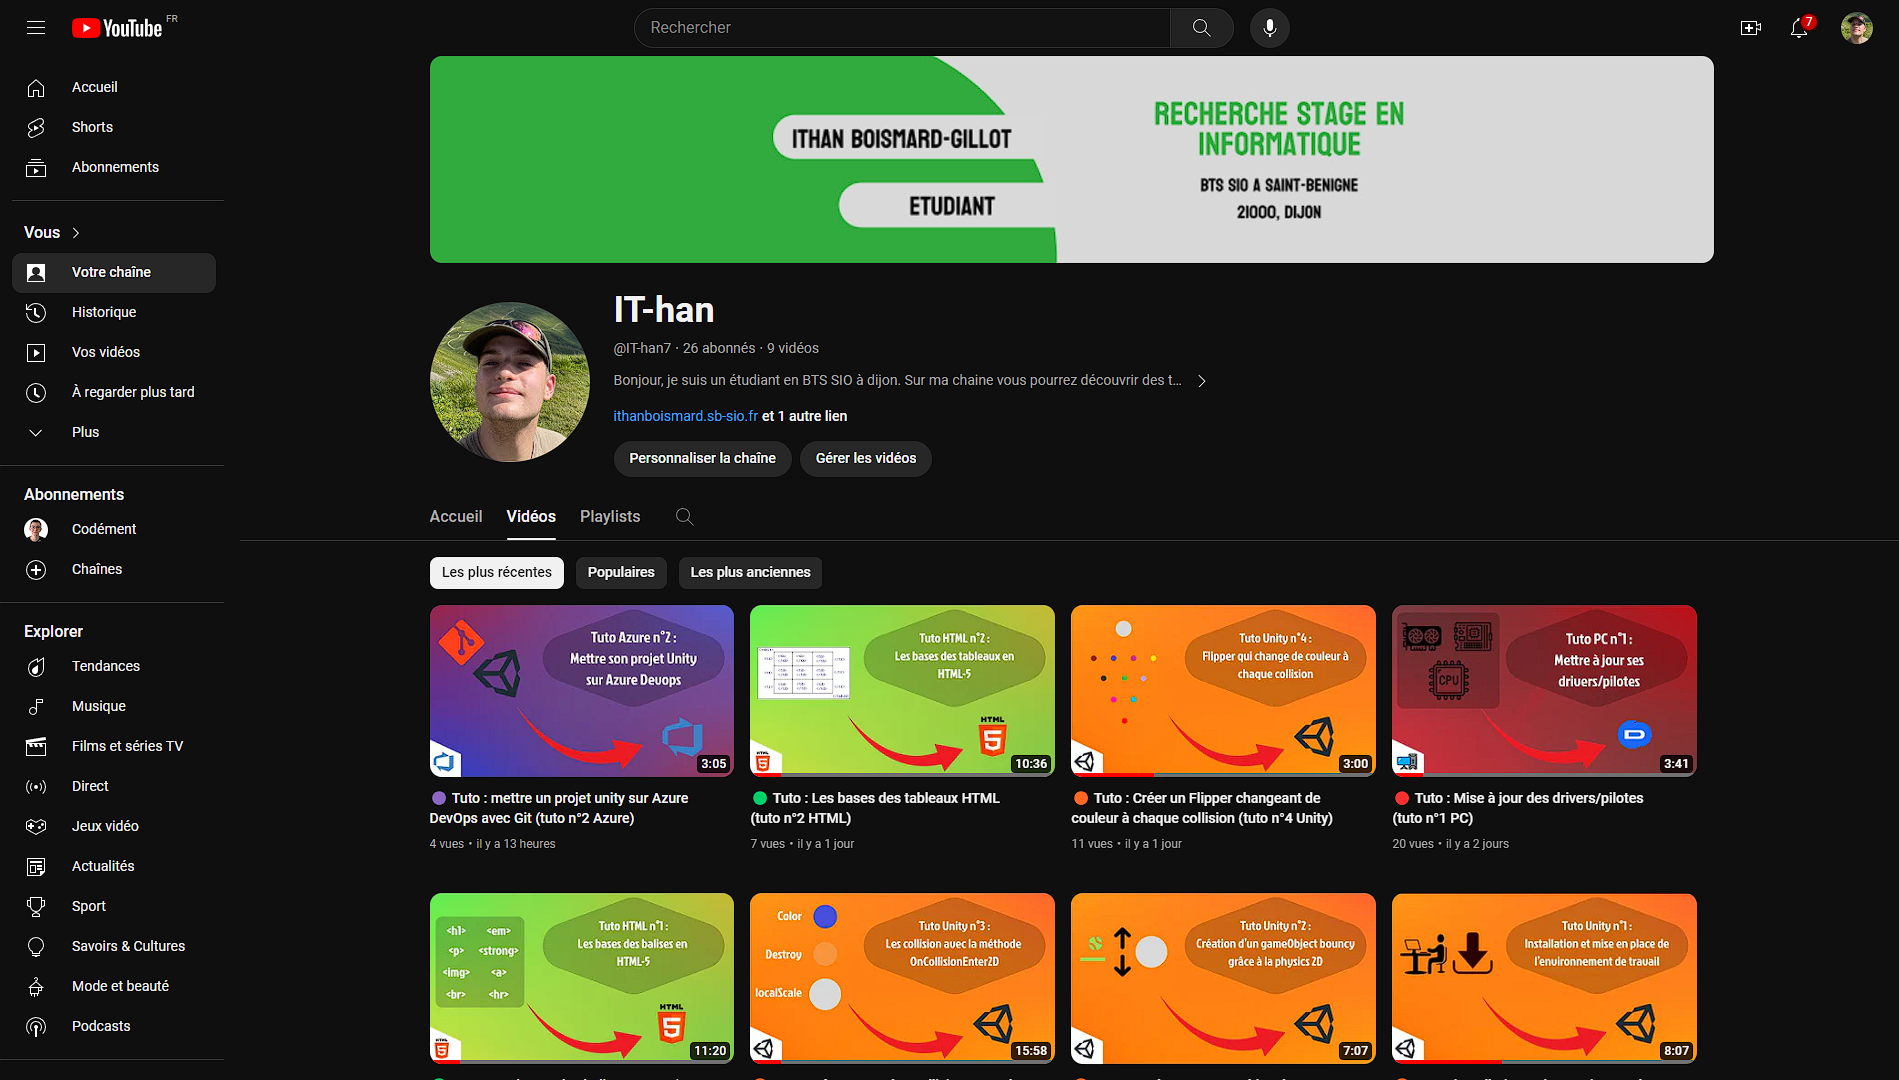 YouTube FR
Rechercher
7
Accueil
Shorts
Abonnements
Vous
Votre chaîne
Historique
Vos vidéos
À regarder plus tard
Plus
Abonnements
Codément
Chaînes
Explorer
Tendances
Musique
Films et séries TV
Direct
Jeux vidéo
Actualités
Sport
Savoirs & Cultures
Mode et beauté
Podcasts
ITHAN BOISMARD-GILLOT
ETUDIANT
RECHERCHE STAGE EN
INFORMATIQUE
BTS SIO A SAINT-BENIGNE
21000, DIJON
IT-han
@IT-han7 · 26 abonnés · 9 vidéos
Bonjour, je suis un étudiant en BTS SIO à dijon. Sur ma chaine vous pourrez découvrir des t...
ithanboismard.sb-sio.fr et 1 autre lien
Personnaliser la chaîne
Gérer les vidéos
Accueil Vidéos Playlists
Les plus récentes
Populaires
Les plus anciennes
Tuto Azure n°2 :
Mettre son projet Unity
sur Azure Devops
3:05
Tuto : mettre un projet unity sur Azure
DevOps avec Git (tuto n°2 Azure)
4 vues • il y a 13 heures
Tuto HTML n°2 :
Les bases des tableaux en
HTML-5
HTML
5
10:36
Tuto : Les bases des tableaux HTML
(tuto n°2 HTML)
7 vues • il y a 1 jour
Tuto Unity n°4 :
Flipper qui change de couleur à
chaque collision
3:00
Tuto : Créer un Flipper changeant de
couleur à chaque collision (tuto n°4 Unity)
11 vues • il y a 1 jour
CPU
Tuto PC n°1 :
Mettre à jour ses
drivers/pilotes
3:41
Tuto : Mise à jour des drivers/pilotes
(tuto n°1 PC)
20 vues • il y a 2 jours
<h1> <em>
<p> <strong>
<img> <a>
<br> <hr>
Tuto HTML n°1 :
Les bases des balises en
HTML-5
HTML
5
11:20
Color
Destroy
localScale
Tuto Unity n°3 :
Les collision avec la méthode
OnCollisionEnter2D
15:58
Tuto Unity n°2 :
Création d'un gameObject bouncy
grâce à la physics 2D
7:07
Tuto Unity n°1 :
Installation et mise en place de
l'environnement de travail
8:07